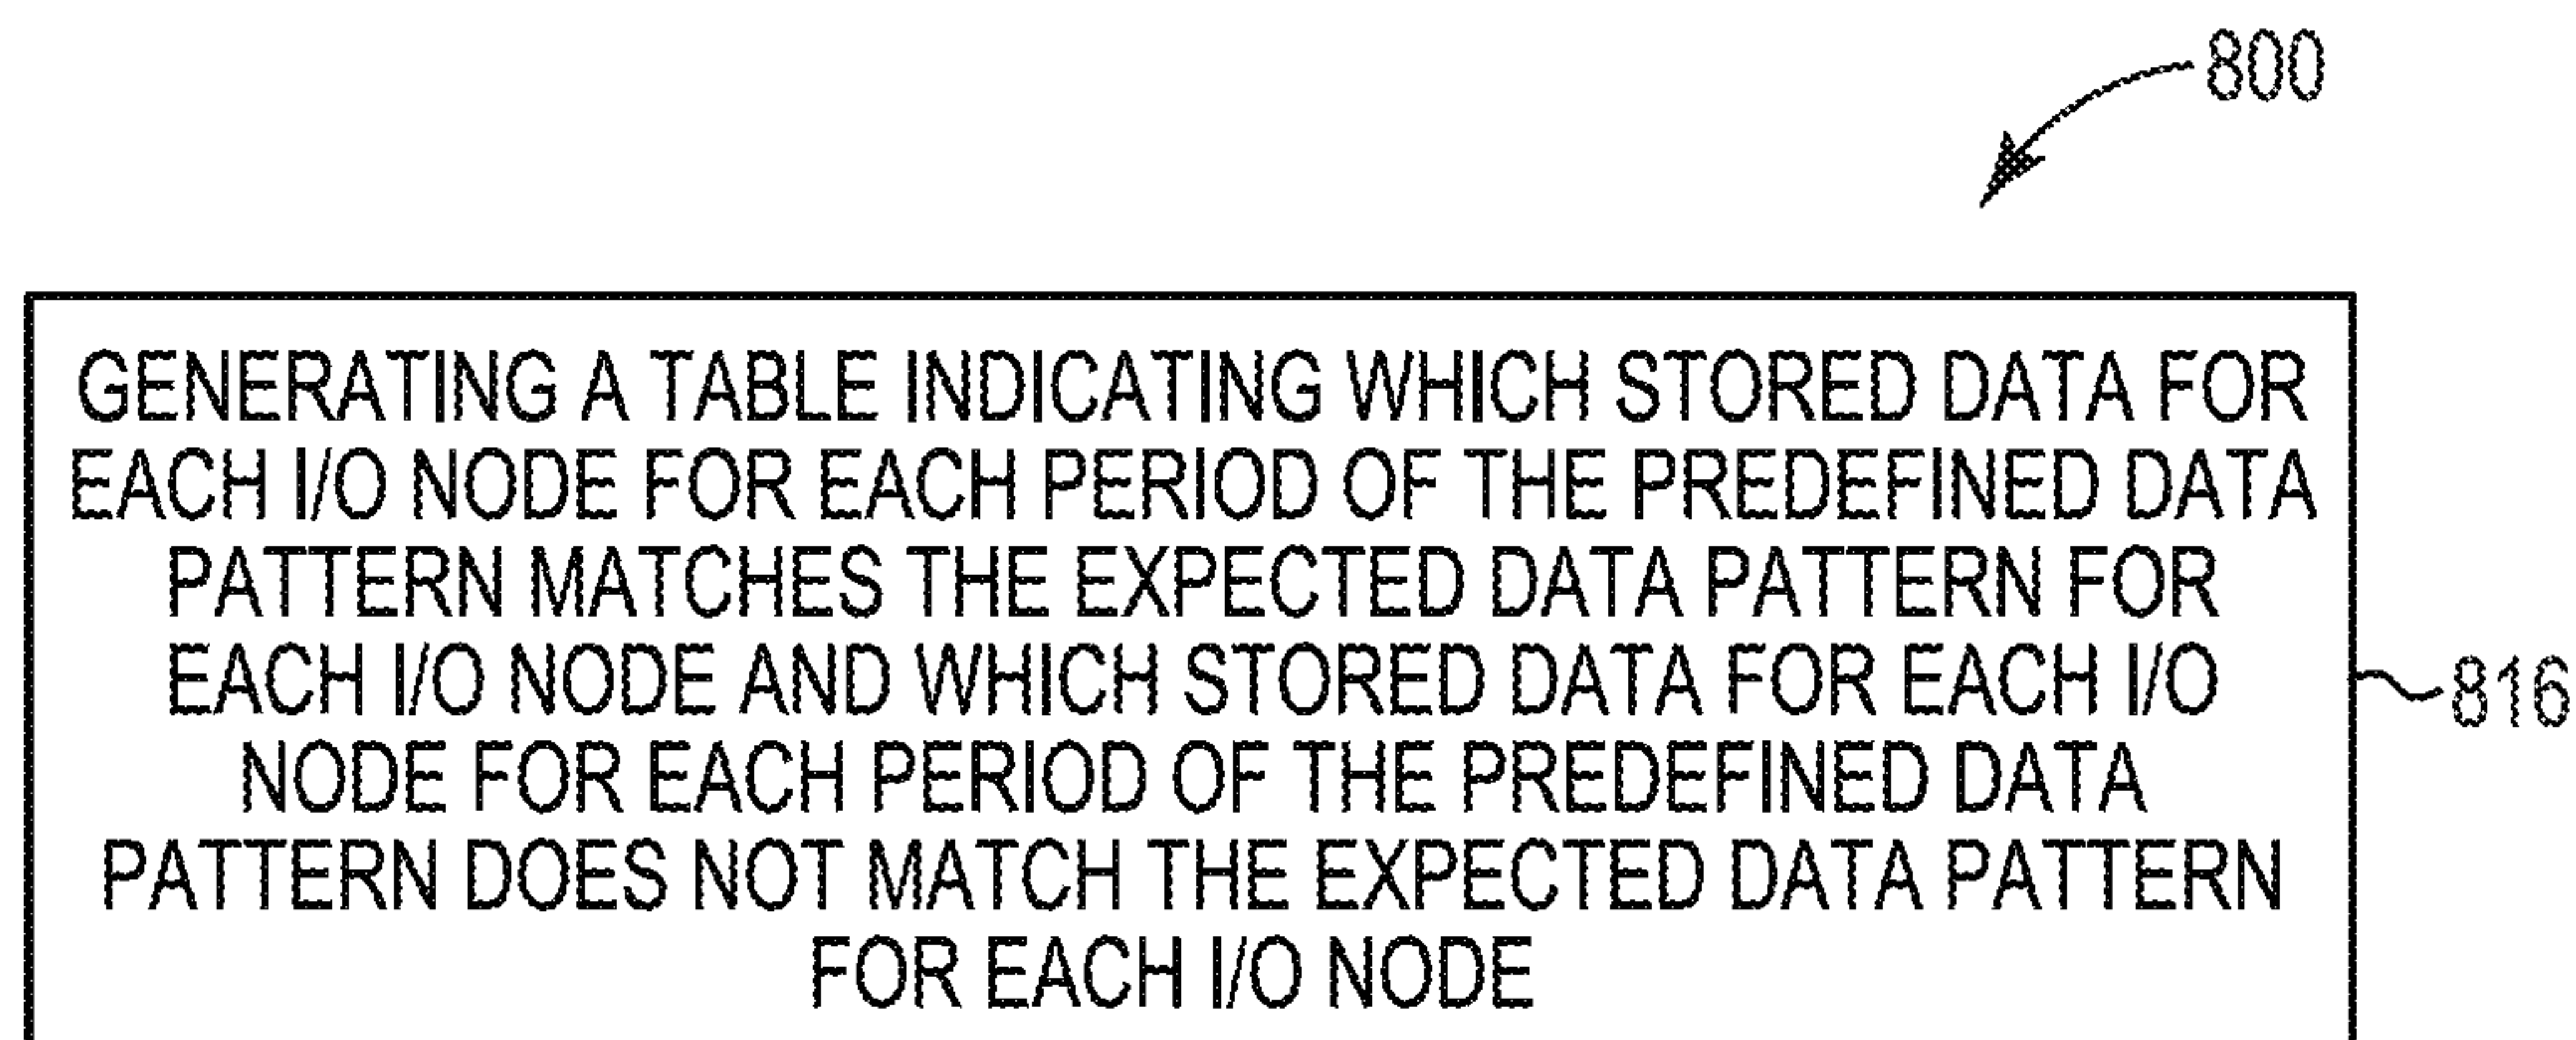 800
GENERATING A TABLE INDICATING WHICH STORED DATA FOR
EACH I/O NODE FOR EACH PERIOD OF THE PREDEFINED DATA
PATTERN MATCHES THE EXPECTED DATA PATTERN FOR
EACH I/O NODE AND WHICH STORED DATA FOR EACH I/O
NODE FOR EACH PERIOD OF THE PREDEFINED DATA
PATTERN DOES NOT MATCH THE EXPECTED DATA PATTERN
FOR EACH I/O NODE
816